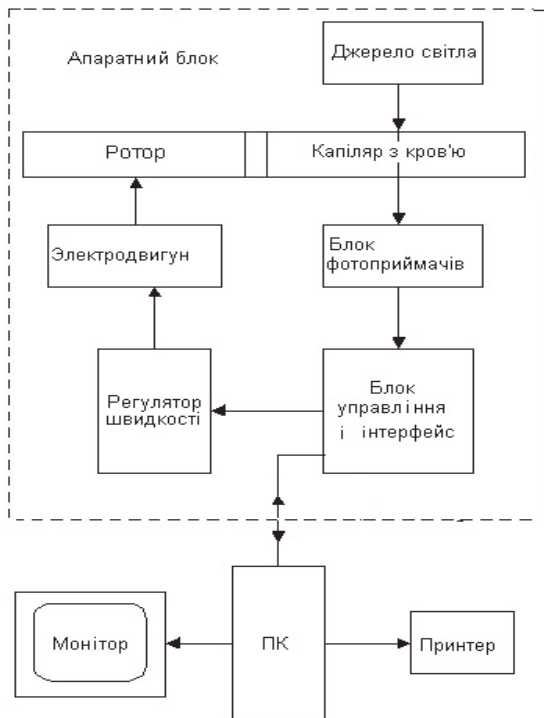 Апаратний блок
Джерело світла
Ротор
Капіляр з кров'ю
Электродвигун
Блок
фотоприймачів
Регулятор
швидкості
Блок
управління
і інтерфейс
Монітор
ПК
Принтер